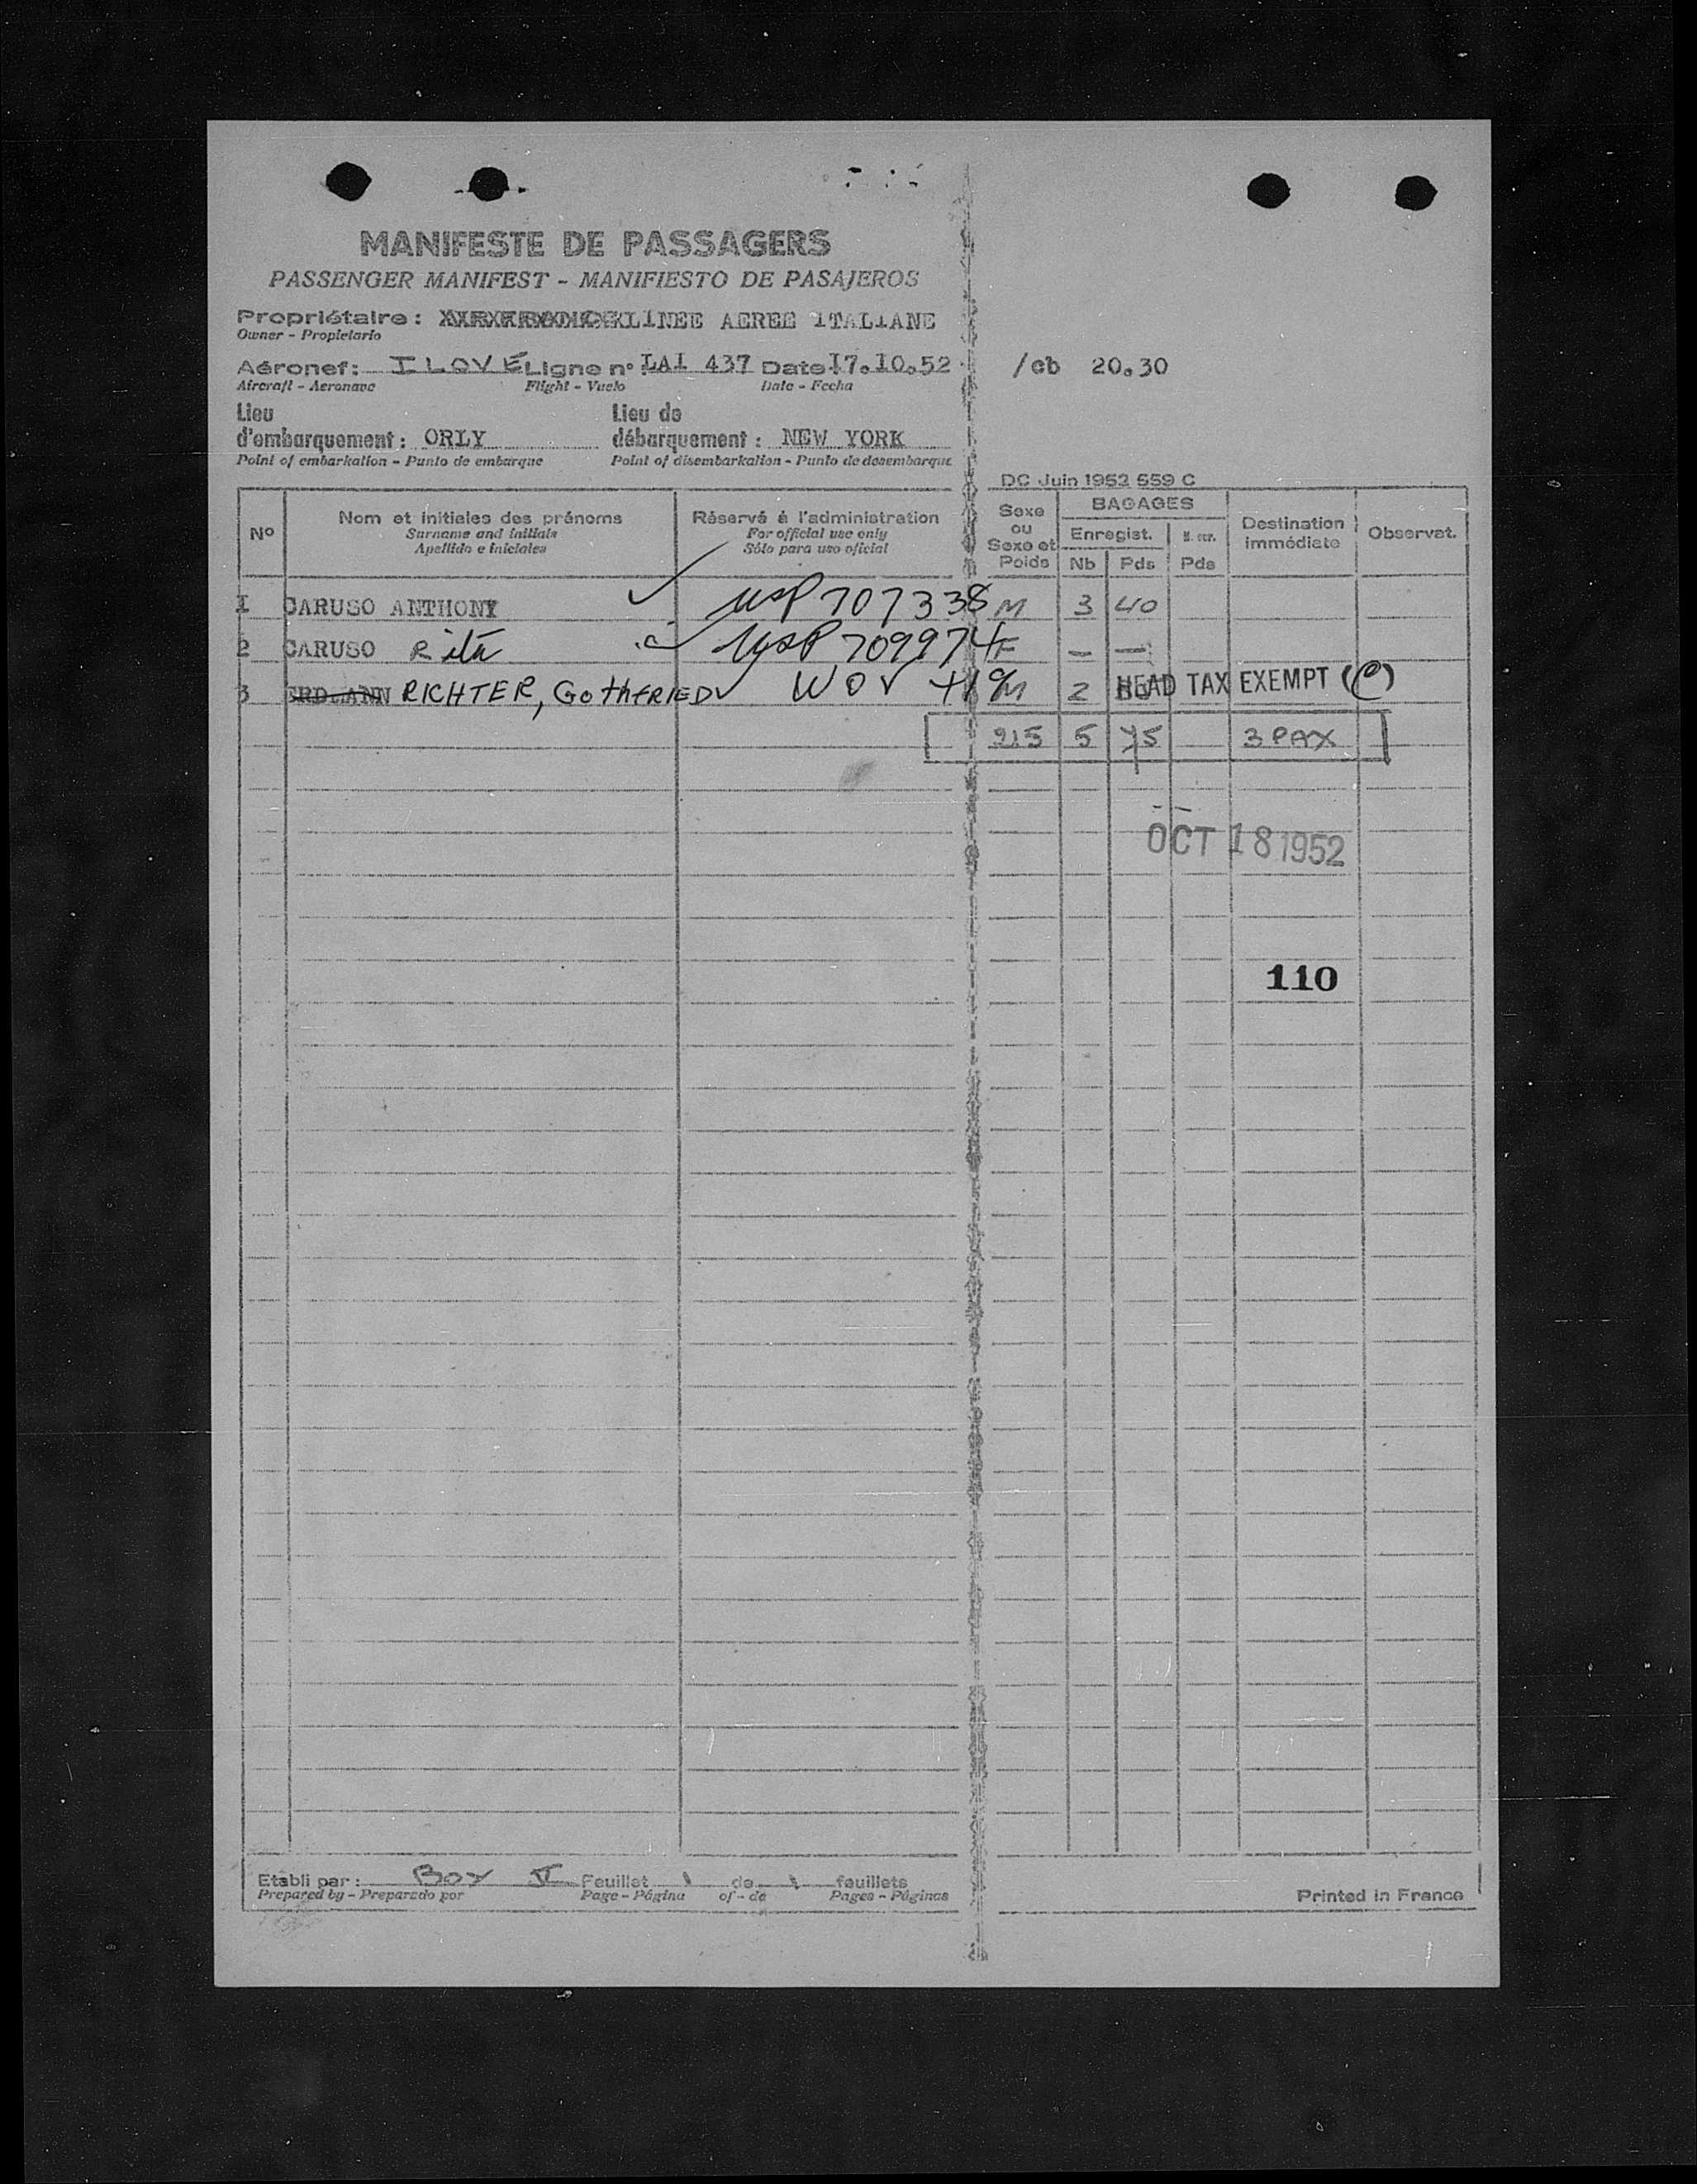 MANIFESTE DE PASSAGERS
PASSENGER MANIFEST - MANIFIESTO DE PASAJEROS
Propriétaire : LINEE AEREE ITALIANE
Owner - Propietario
Aéronef : I LOVE Ligne n° LAI 437 Date 17.10.52 /cb 20.30
Aircraft - Aeronave Flight - Vuelo Date - Fecha
Lieu d'embarquement : ORLY Lieu de débarquement : NEW YORK
Point of embarkation - Punto de embarque Point of disembarkation - Punto de desembarque
DC Juin 1952 659 C
N° Nom et initiales des prénoms Réservé à l'administration Sexe ou Sexe et Poids BAGAGES Destination immédiate Observat.
Surname and initials For official use only Enregist.
Apellido e iniciales Sólo para uso oficial Nb Pds Pds
1 CARUSO ANTHONY USP 707338 M 3 40
2 CARUSO Rita USP 709974 F — —
3 RICHTER, GothfRIED WOV M 2 HEAD TAX EXEMPT (C)
215 5 75 3 PAX
OCT 18 1952
110
Etabli par : Feuillet 1 de 1 feuillets
Prepared by - Preparado por Page - Página of - de Pages - Páginas
Printed in France